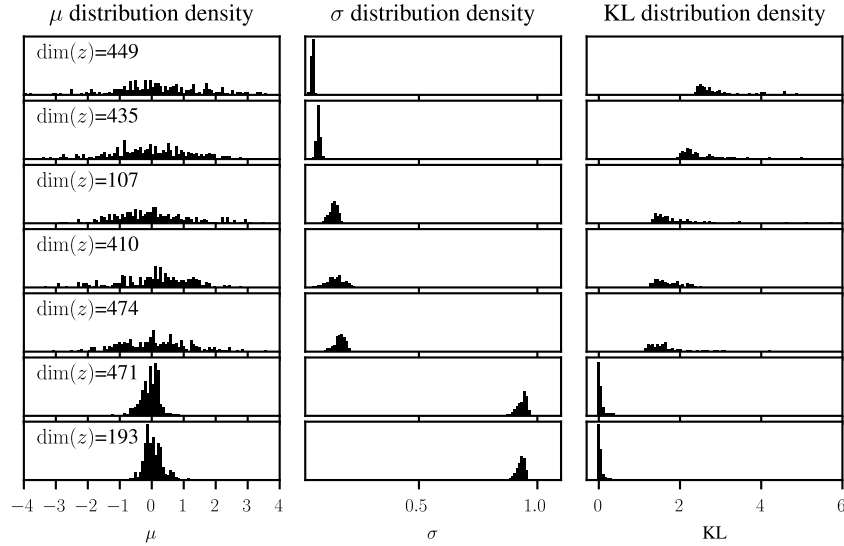 μ distribution density
σ distribution density
KL distribution density
dim(z)=449
dim(z)=435
dim(z)=107
dim(z)=410
dim(z)=474
dim(z)=471
dim(z)=193
−4 −3 −2 −1 0 1 2 3 4
0.5 1.0
0 2 4 6
μ
σ
KL